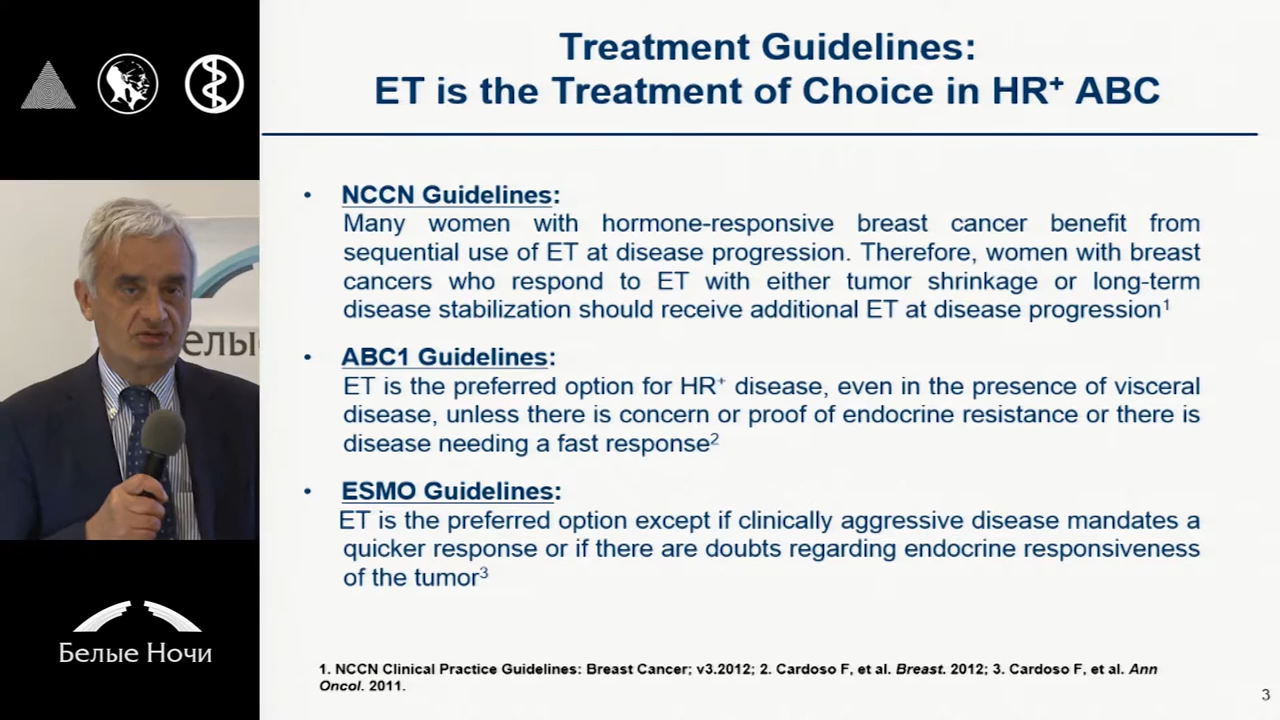 Treatment Guidelines:
ET is the Treatment of Choice in HR⁺ ABC
• NCCN Guidelines:
Many women with hormone-responsive breast cancer benefit from
sequential use of ET at disease progression. Therefore, women with breast
cancers who respond to ET with either tumor shrinkage or long-term
disease stabilization should receive additional ET at disease progression¹
• ABC1 Guidelines:
ET is the preferred option for HR⁺ disease, even in the presence of visceral
disease, unless there is concern or proof of endocrine resistance or there is
disease needing a fast response²
• ESMO Guidelines:
ET is the preferred option except if clinically aggressive disease mandates a
quicker response or if there are doubts regarding endocrine responsiveness
of the tumor³
1. NCCN Clinical Practice Guidelines: Breast Cancer; v3.2012; 2. Cardoso F, et al. Breast. 2012; 3. Cardoso F, et al. Ann
Oncol. 2011.
3
елы
Белые Ночи